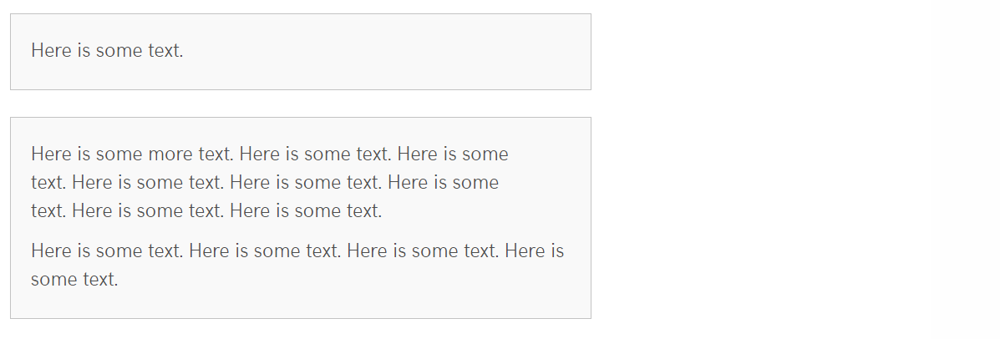 Here is some text.
Here is some more text. Here is some text. Here is some
text. Here is some text. Here is some text. Here is some
text. Here is some text. Here is some text.
Here is some text. Here is some text. Here is some text. Here is
some text.